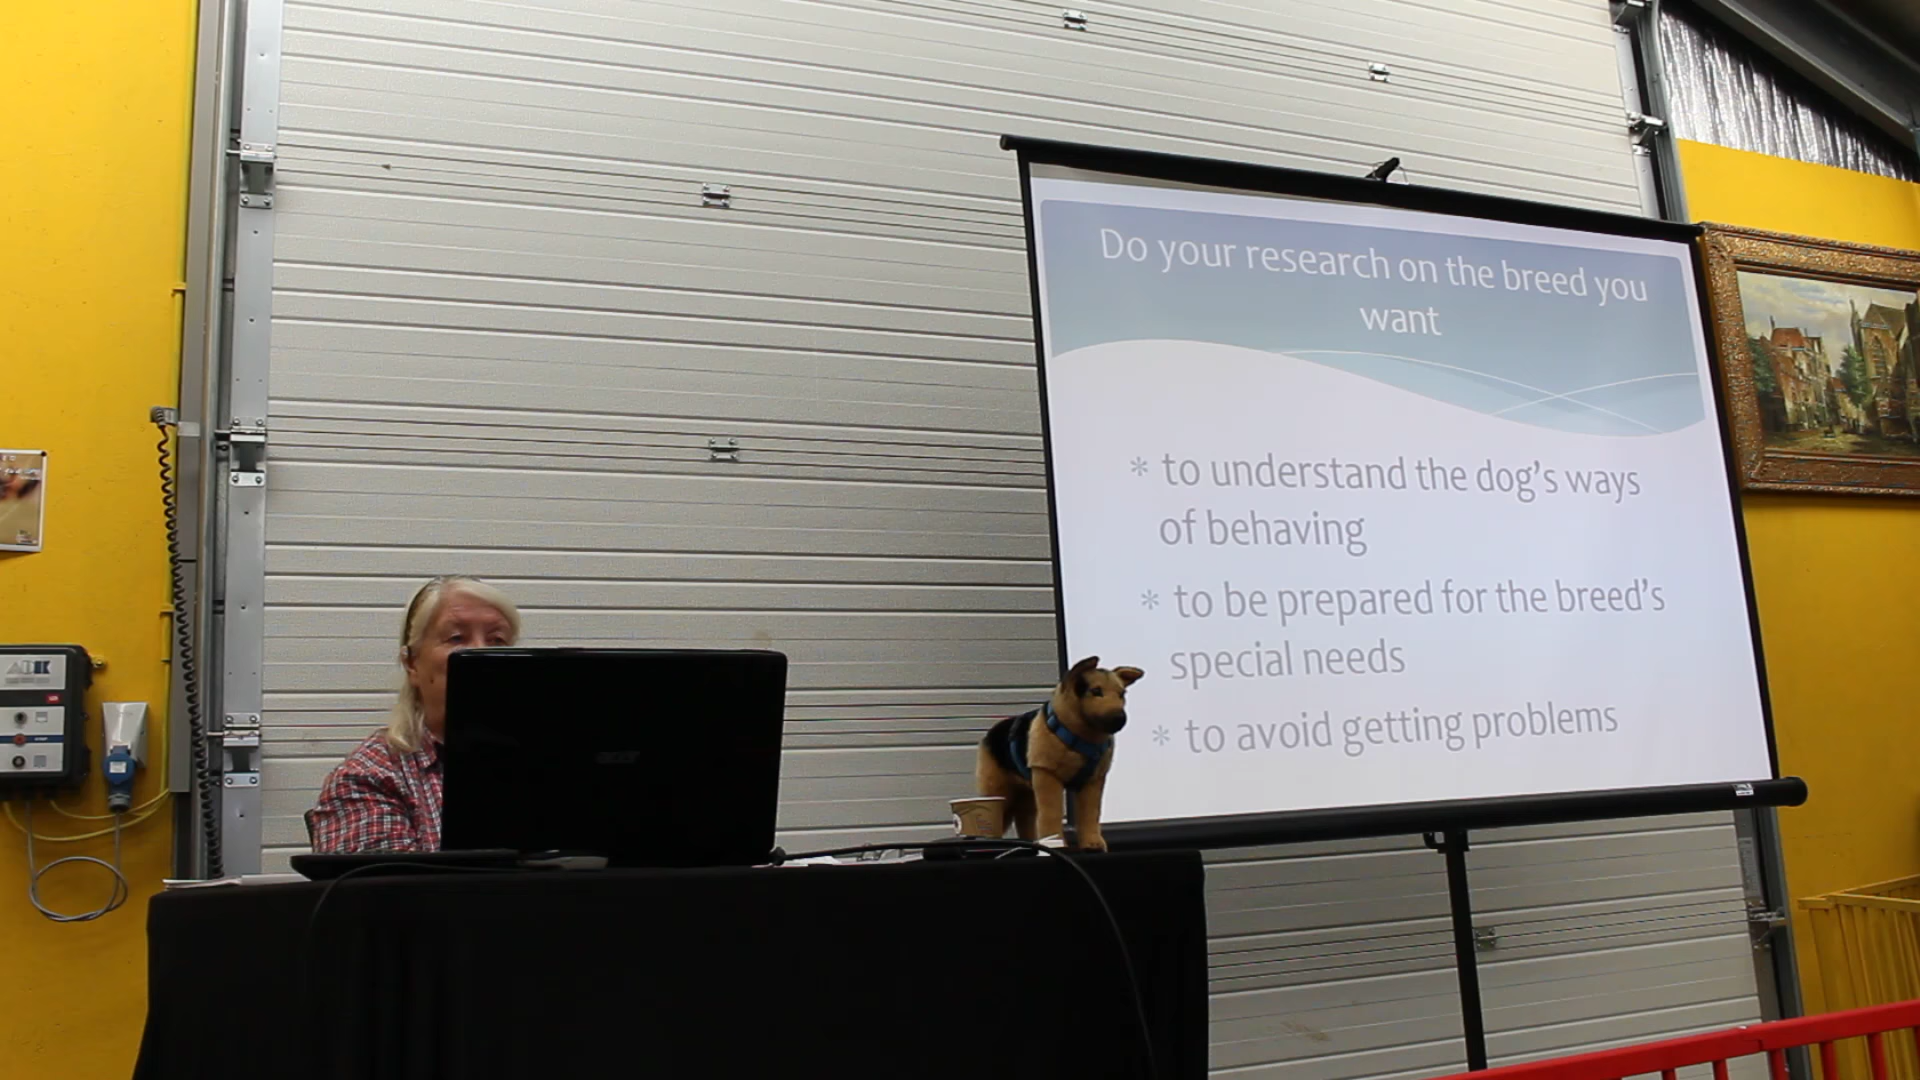 Do your research on the breed you
want
* to understand the dog's ways
of behaving
* to be prepared for the breed's
special needs
* to avoid getting problems
acer